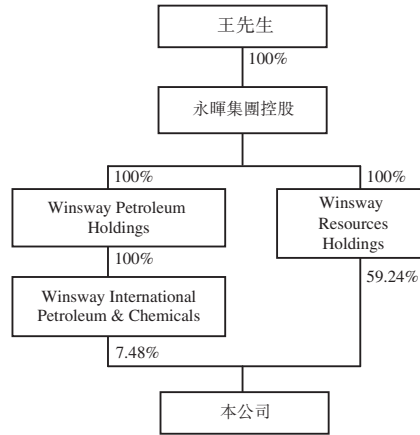 王先生
100%
永暉集團控股
100%
100%
Winsway Petroleum
Holdings
Winsway
Resources
Holdings
100%
59.24%
Winsway International
Petroleum & Chemicals
7.48%
本公司